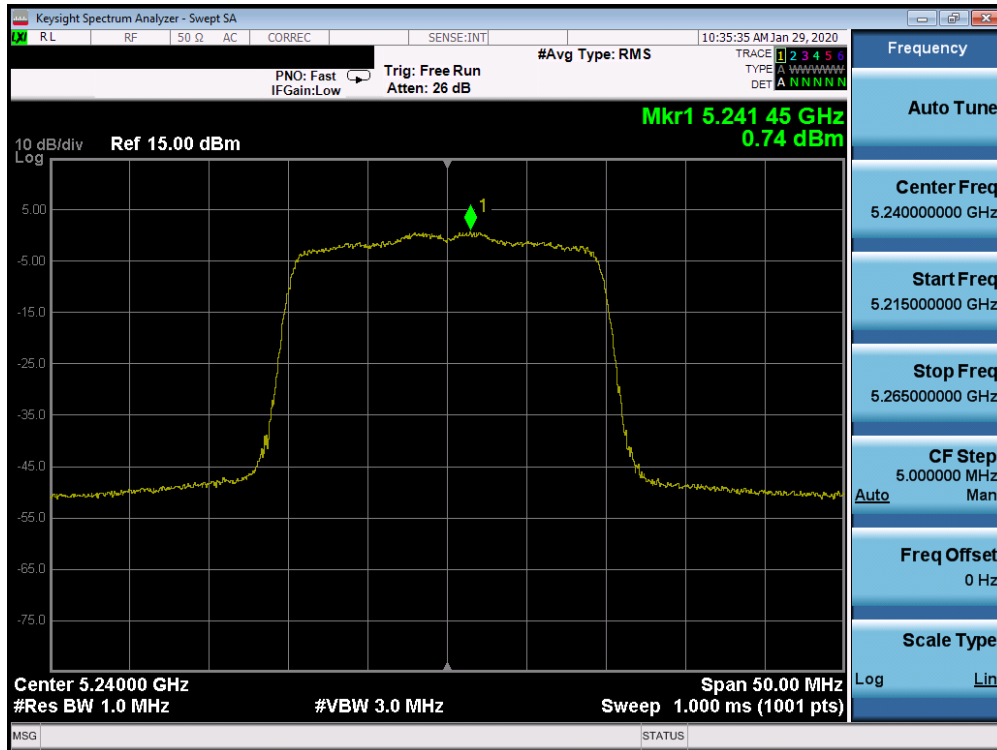 Keysight Spectrum Analyzer - Swept SA
LXI RL RF 50 Ω AC CORREC SENSE:INT 10:35:35 AM Jan 29, 2020
#Avg Type: RMS
TRACE 1 2 3 4 5 6
TYPE A WWWWW
DET A N N N N N
PNO: Fast
IFGain:Low
Trig: Free Run
Atten: 26 dB
Mkr1 5.241 45 GHz
0.74 dBm
10 dB/div
Log
Ref 15.00 dBm
1
5.00
-5.00
-15.0
-25.0
-35.0
-45.0
-55.0
-65.0
-75.0
Center 5.24000 GHz
Span 50.00 MHz
#Res BW 1.0 MHz
#VBW 3.0 MHz
Sweep 1.000 ms (1001 pts)
MSG
STATUS
Frequency
Auto Tune
Center Freq
5.240000000 GHz
Start Freq
5.215000000 GHz
Stop Freq
5.265000000 GHz
CF Step
5.000000 MHz
Auto Man
Freq Offset
0 Hz
Scale Type
Log Lin